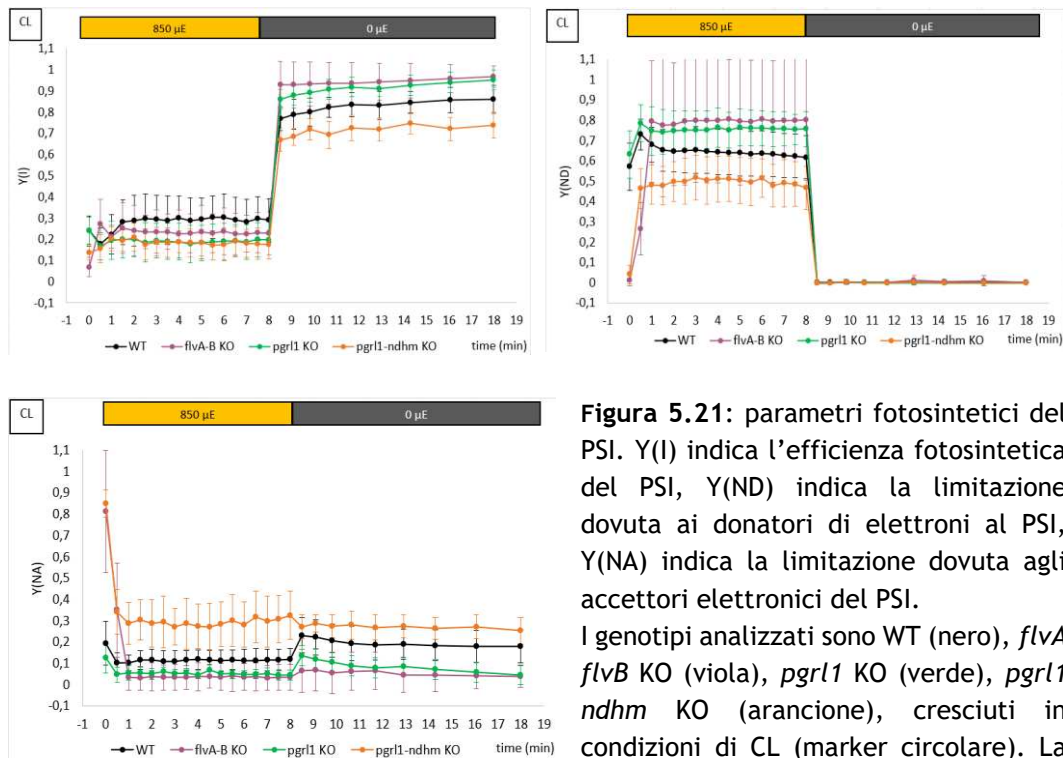 CL
850 µE
0 µE
1,1
1
0,9
0,8
0,7
0,6
0,5
0,4
0,3
0,2
0,1
0
-0,1
Y(I)
-1 0 1 2 3 4 5 6 7 8 9 10 11 12 13 14 15 16 17 18 19
WT flvA-B KO pgrl1 KO pgrl1-ndhm KO time (min)
CL
850 µE
0 µE
1,1
1
0,9
0,8
0,7
0,6
0,5
0,4
0,3
0,2
0,1
0
-0,1
Y(ND)
-1 0 1 2 3 4 5 6 7 8 9 10 11 12 13 14 15 16 17 18 19
WT flvA-B KO pgrl1 KO pgrl1-ndhm KO time (min)
CL
850 µE
0 µE
1,1
1
0,9
0,8
0,7
0,6
0,5
0,4
0,3
0,2
0,1
0
-0,1
Y(NA)
-1 0 1 2 3 4 5 6 7 8 9 10 11 12 13 14 15 16 17 18 19
WT flvA-B KO pgrl1 KO pgrl1-ndhm KO time (min)
Figura 5.21: parametri fotosintetici del
PSI. Y(I) indica l’efficienza fotosintetica
del PSI, Y(ND) indica la limitazione
dovuta ai donatori di elettroni al PSI,
Y(NA) indica la limitazione dovuta agli
accettori elettronici del PSI.
I genotipi analizzati sono WT (nero), flvA
flvB KO (viola), pgrl1 KO (verde), pgrl1
ndhm KO (arancione), cresciuti in
condizioni di CL (marker circolare). La